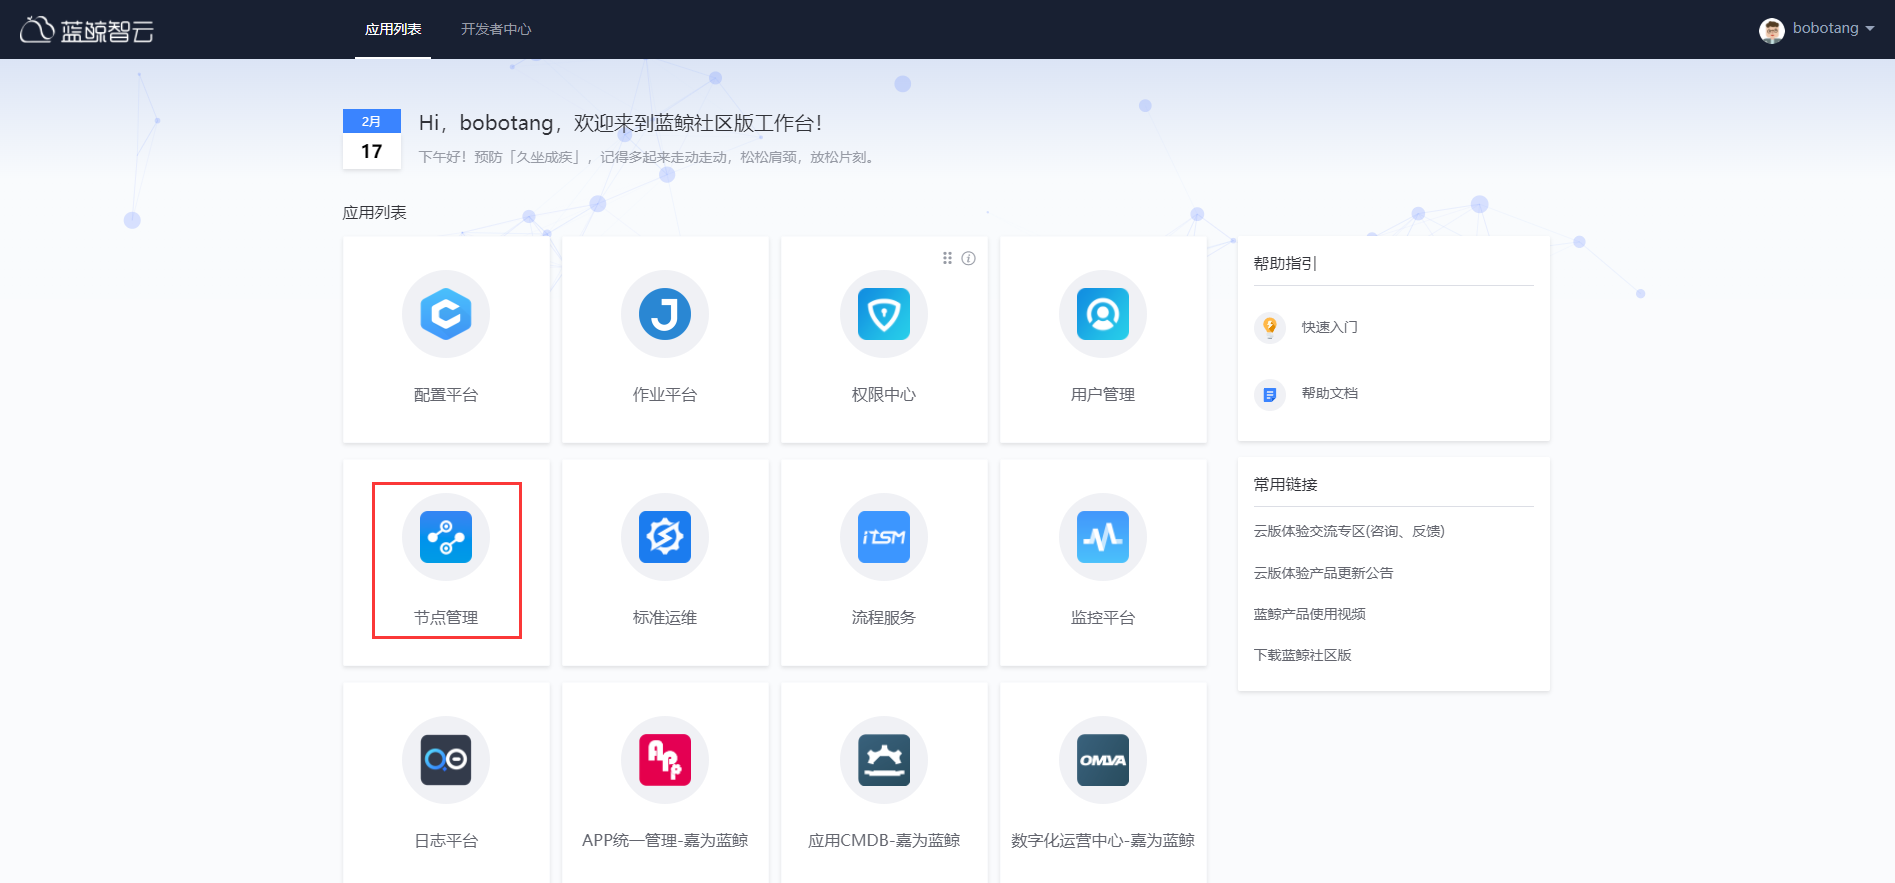 蓝鲸智云
应用列表
开发者中心
bobotang
2月
17
Hi，bobotang，欢迎来到蓝鲸社区版工作台！
下午好！预防「久坐成疾」，记得多起来走动走动，松松肩颈，放松片刻。
应用列表
配置平台
作业平台
权限中心
用户管理
节点管理
标准运维
iTSM
流程服务
监控平台
日志平台
APP
APP统一管理-嘉为蓝鲸
应用CMDB-嘉为蓝鲸
OMVA
数字化运营中心-嘉为蓝鲸
帮助指引
快速入门
帮助文档
常用链接
云版体验交流专区(咨询、反馈)
云版体验产品更新公告
蓝鲸产品使用视频
下载蓝鲸社区版